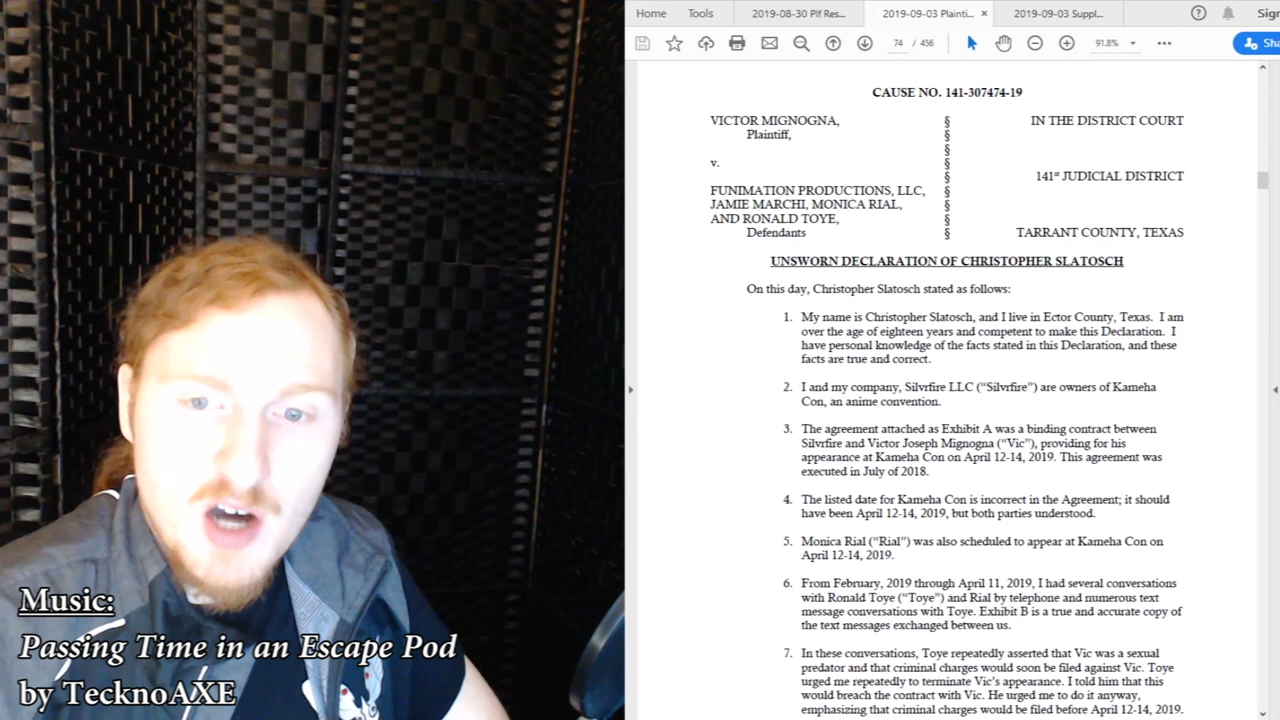 Home
Tools
2019-08-30 Plf Res...
2019-09-03 Plainti...
2019-09-03 Suppl...
Sign
74 / 456
91.8%
Sha
CAUSE NO. 141-307474-19
VICTOR MIGNOGNA, § IN THE DISTRICT COURT
Plaintiff, §
§
v. §
§ 141st JUDICIAL DISTRICT
FUNIMATION PRODUCTIONS, LLC, §
JAMIE MARCHI, MONICA RIAL, §
AND RONALD TOYE, §
Defendants § TARRANT COUNTY, TEXAS
UNSWORN DECLARATION OF CHRISTOPHER SLATOSCH
On this day, Christopher Slatosch stated as follows:
1. My name is Christopher Slatosch, and I live in Ector County, Texas. I am
over the age of eighteen years and competent to make this Declaration. I
have personal knowledge of the facts stated in this Declaration, and these
facts are true and correct.
2. I and my company, Silvrfire LLC ("Silvrfire") are owners of Kameha
Con, an anime convention.
3. The agreement attached as Exhibit A was a binding contract between
Silvrfire and Victor Joseph Mignogna ("Vic"), providing for his
appearance at Kameha Con on April 12-14, 2019. This agreement was
executed in July of 2018.
4. The listed date for Kameha Con is incorrect in the Agreement; it should
have been April 12-14, 2019, but both parties understood.
5. Monica Rial ("Rial") was also scheduled to appear at Kameha Con on
April 12-14, 2019.
6. From February, 2019 through April 11, 2019, I had several conversations
with Ronald Toye ("Toye") and Rial by telephone and numerous text
message conversations with Toye. Exhibit B is a true and accurate copy of
the text messages exchanged between us.
7. In these conversations, Toye repeatedly asserted that Vic was a sexual
predator and that criminal charges would soon be filed against Vic. Toye
urged me repeatedly to terminate Vic's appearance. I told him that this
would breach the contract with Vic. He urged me to do it anyway,
emphasizing that criminal charges would be filed before April 12-14, 2019.
Music:
Passing Time in an Escape Pod
by TecknoAXE